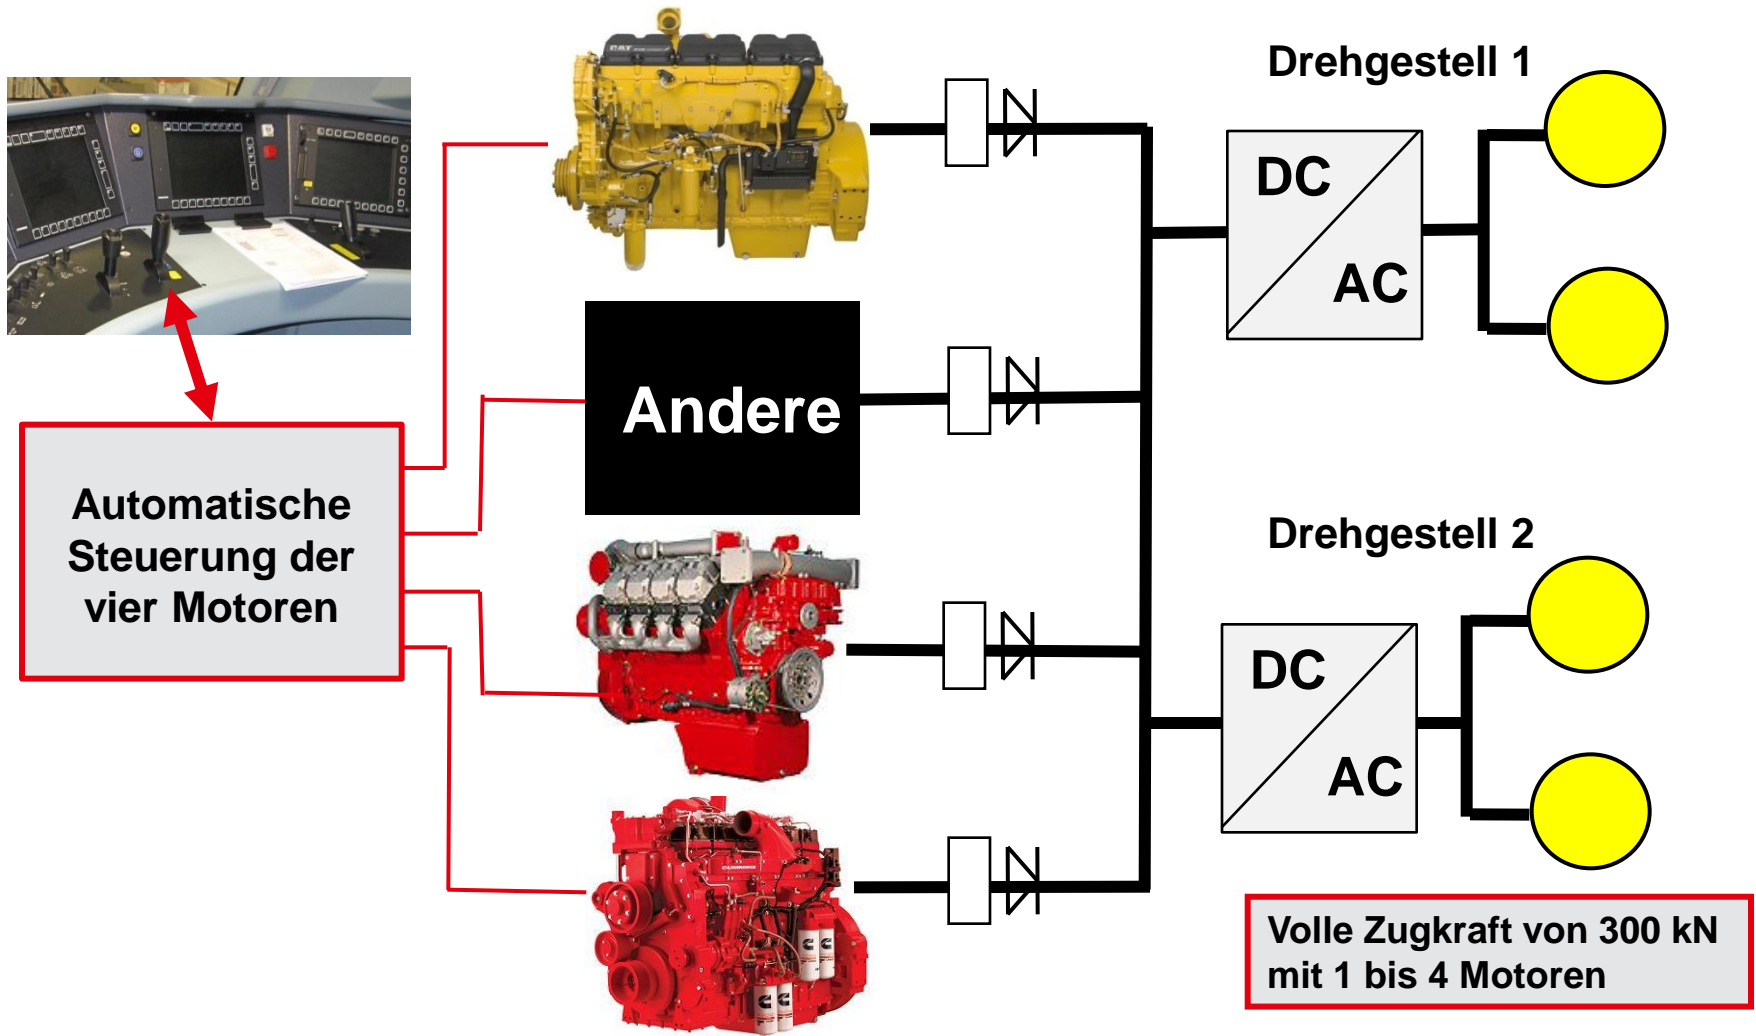 CAT
Drehgestell 1
DC
AC
Andere
Automatische
Steuerung der
vier Motoren
Drehgestell 2
DC
AC
Volle Zugkraft von 300 kN
mit 1 bis 4 Motoren